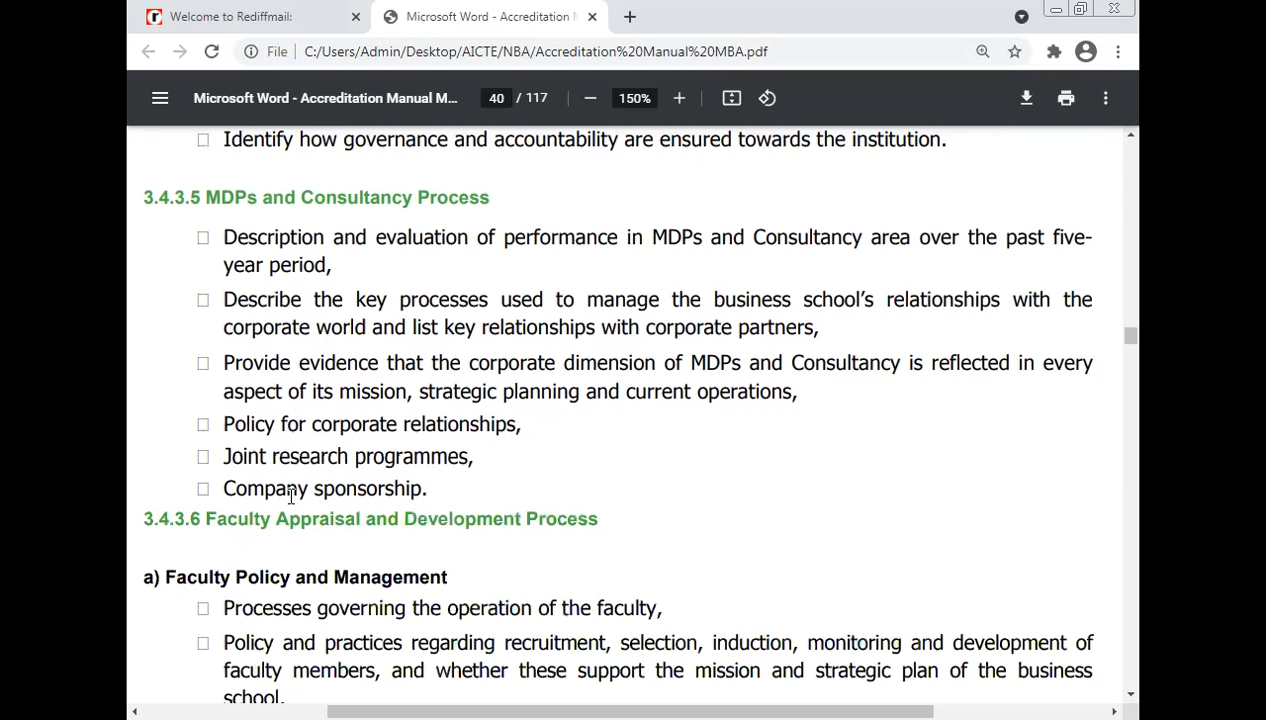 Welcome to Rediffmail:
Microsoft Word - Accreditation M
File C:/Users/Admin/Desktop/AICTE/NBA/Accreditation%20Manual%20MBA.pdf
Microsoft Word - Accreditation Manual M... 40 / 117 150%
Identify how governance and accountability are ensured towards the institution.
3.4.3.5 MDPs and Consultancy Process
Description and evaluation of performance in MDPs and Consultancy area over the past five-
year period,
Describe the key processes used to manage the business school’s relationships with the
corporate world and list key relationships with corporate partners,
Provide evidence that the corporate dimension of MDPs and Consultancy is reflected in every
aspect of its mission, strategic planning and current operations,
Policy for corporate relationships,
Joint research programmes,
Company sponsorship.
3.4.3.6 Faculty Appraisal and Development Process
a) Faculty Policy and Management
Processes governing the operation of the faculty,
Policy and practices regarding recruitment, selection, induction, monitoring and development of
faculty members, and whether these support the mission and strategic plan of the business
school.